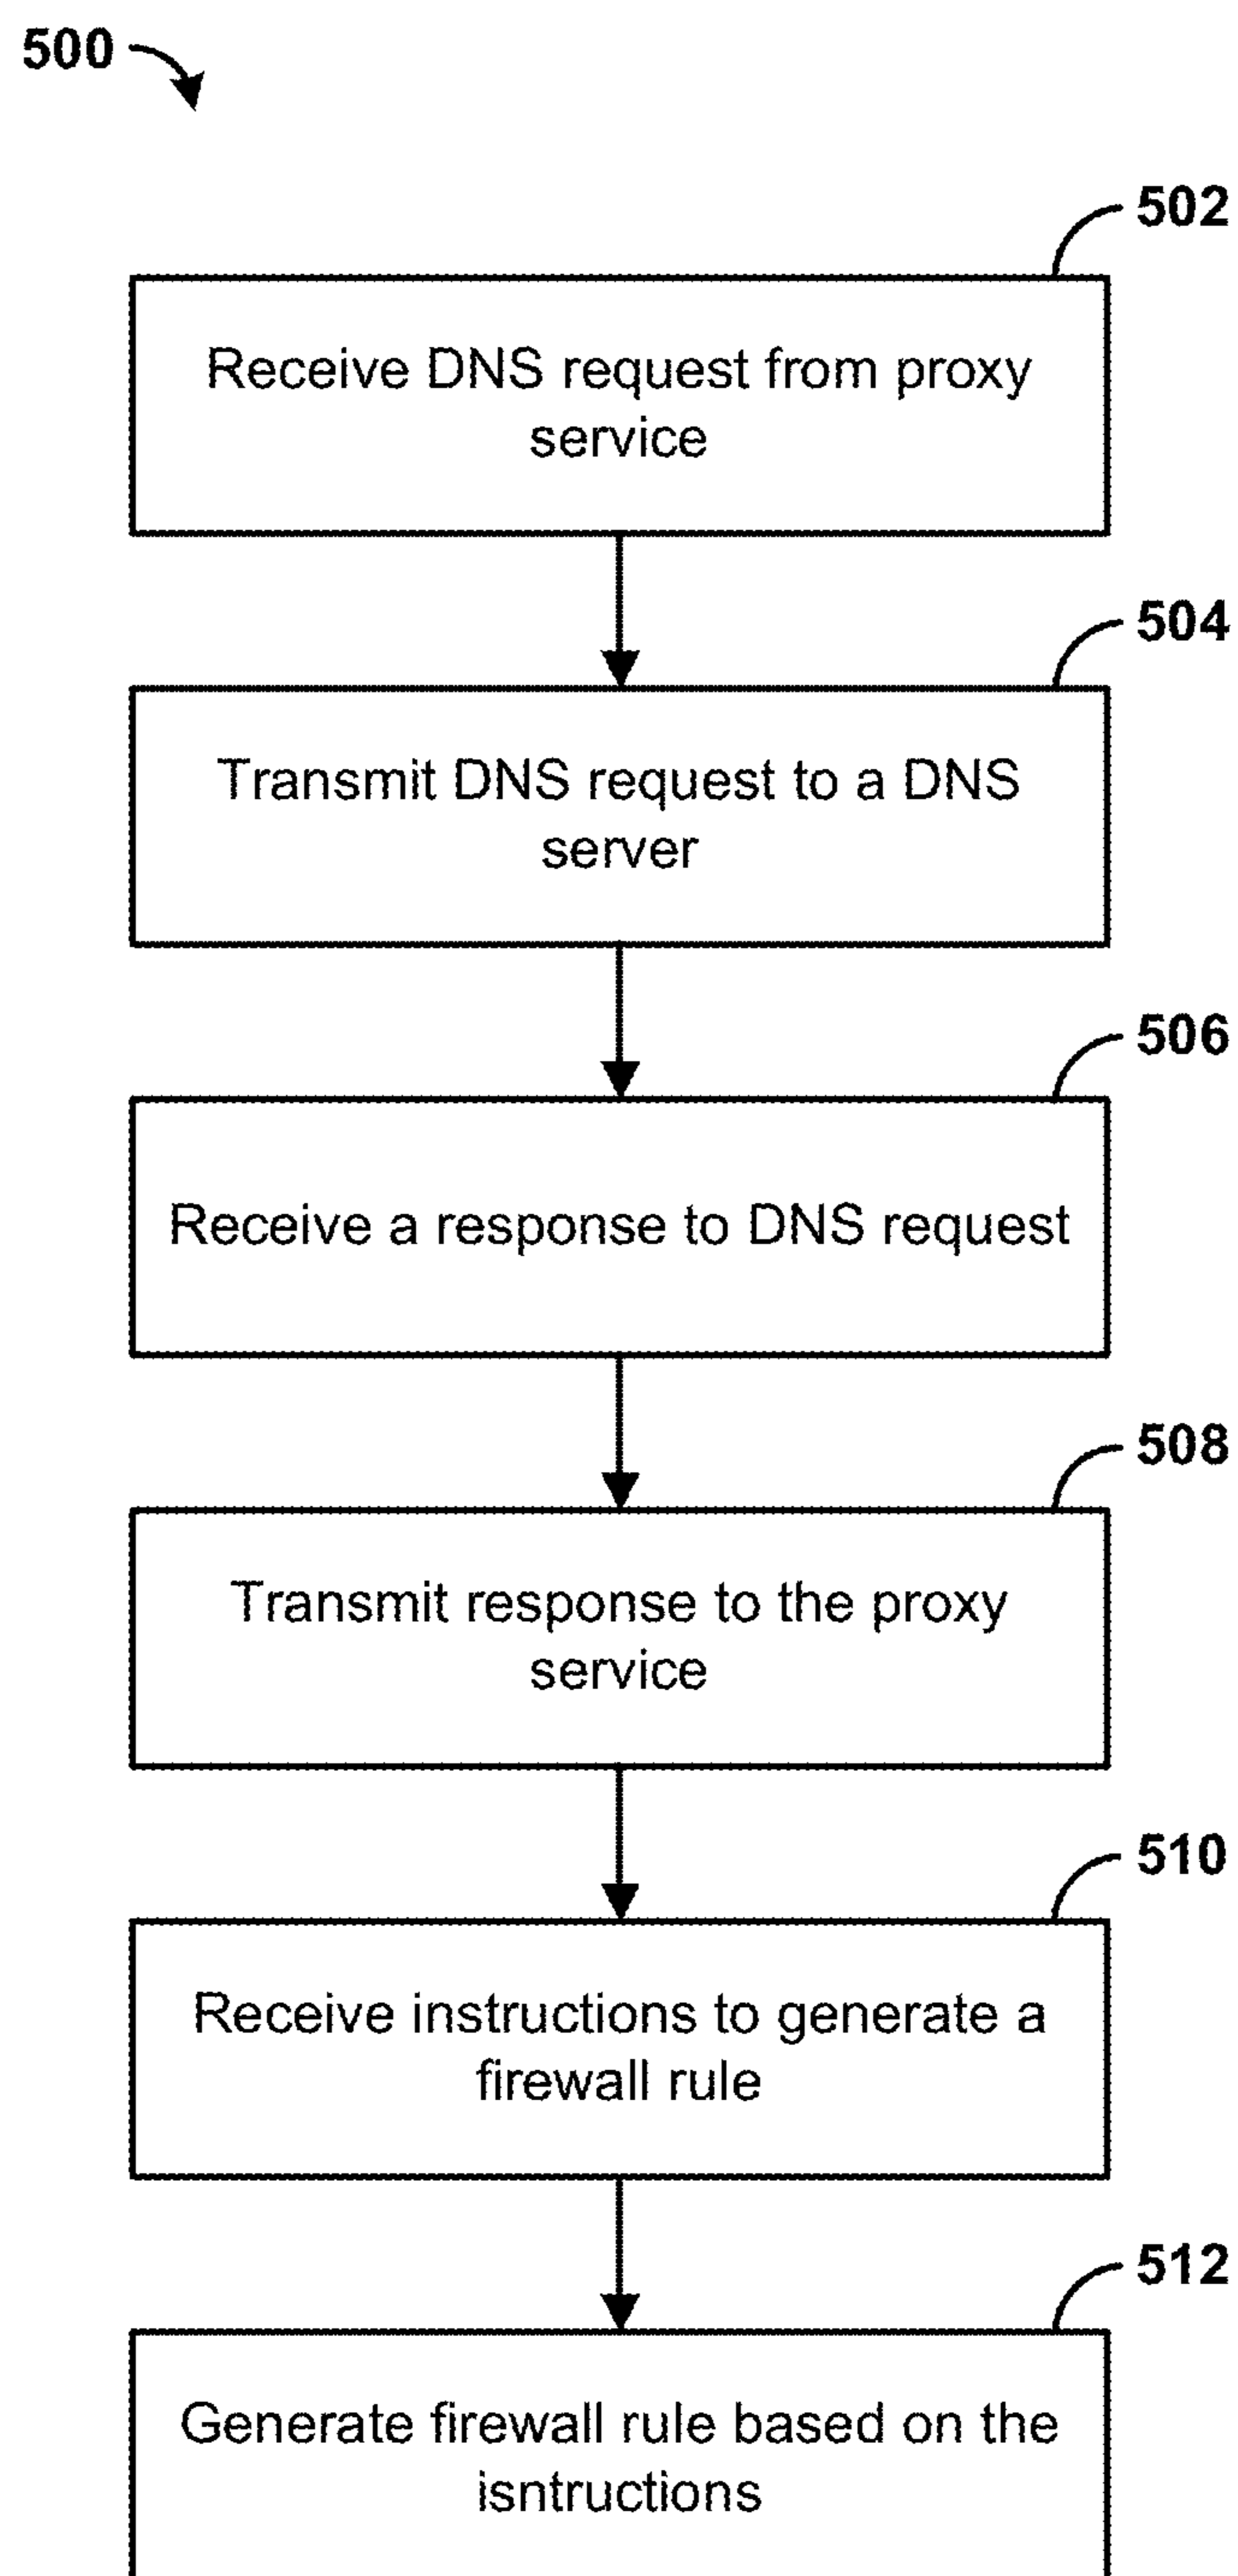 500
502
Receive DNS request from proxy
service
504
Transmit DNS request to a DNS
server
506
Receive a response to DNS request
508
Transmit response to the proxy
service
510
Receive instructions to generate a
firewall rule
512
Generate firewall rule based on the
isntructions